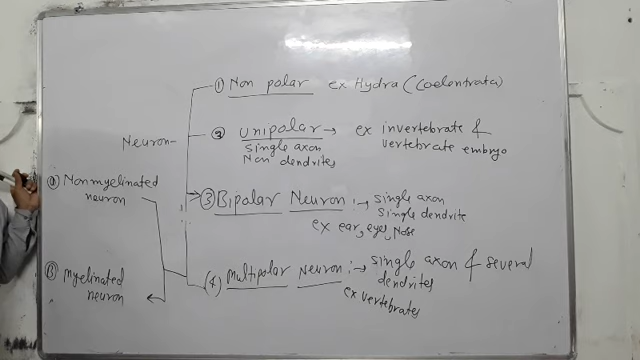 ① Non polar ex Hydra (Coelentrata)
Neuron-
② Unipolar → ex invertebrate &
single axon vertebrate embryo
Non dendrites
Ⓐ Nonmyelinated
neuron
③ Bipolar Neuron :→ single axon
single dendrite
ex ear, eyes, Nose
Ⓑ Myelinated
neuron
(4) Multipolar Neuron :→ single axon & several
dendrites
ex vertebrates